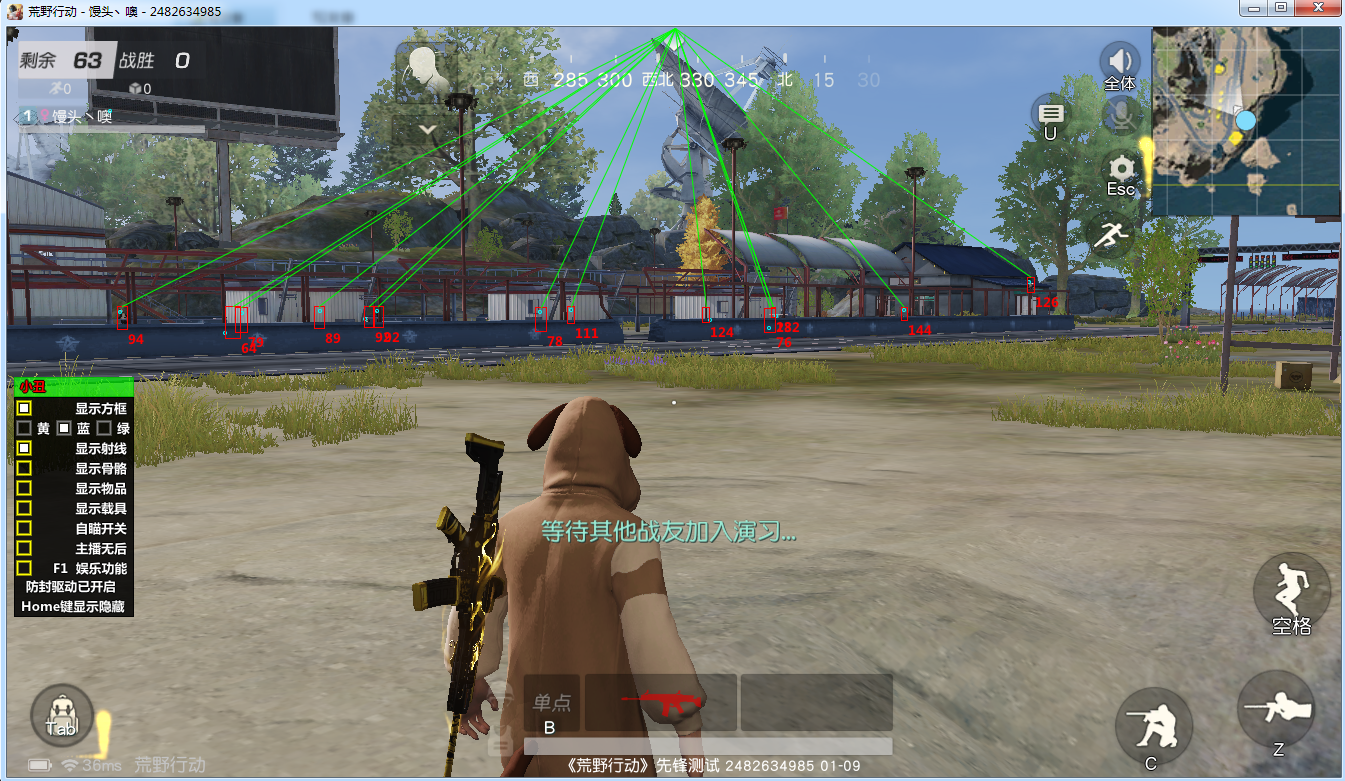 荒野行动 - 馒头丶噢 - 2482634985
剩余 63 战胜 0
0 0
1 馒头丶噢
西 285 300 西北 330 345 北 15 30
全体
U
Esc
94
64
89
78
111
124
282
76
144
126
小丑
显示方框
黄 蓝 绿
显示射线
显示骨骼
显示物品
显示载具
自瞄开关
主播无后
F1 娱乐功能
防封驱动已开启
Home键显示隐藏
等待其他战友加入演习...
空格
单点
B
Tab
C
Z
36ms 荒野行动
《荒野行动》先锋测试 2482634985 01-09